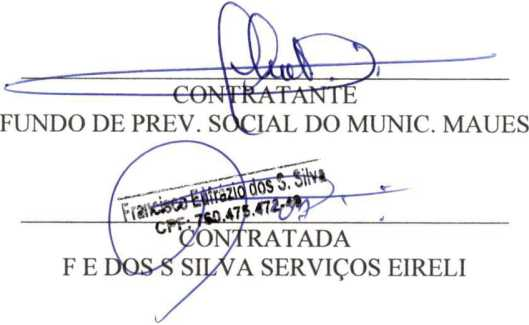 CONTRATANTE
FUNDO DE PREV. SOCIAL DO MUNIC. MAUES
Francisco Eufrazio dos S. Silva
CPF: 760.475.472-
CONTRATADA
F E DOS S SILVA SERVIÇOS EIRELI